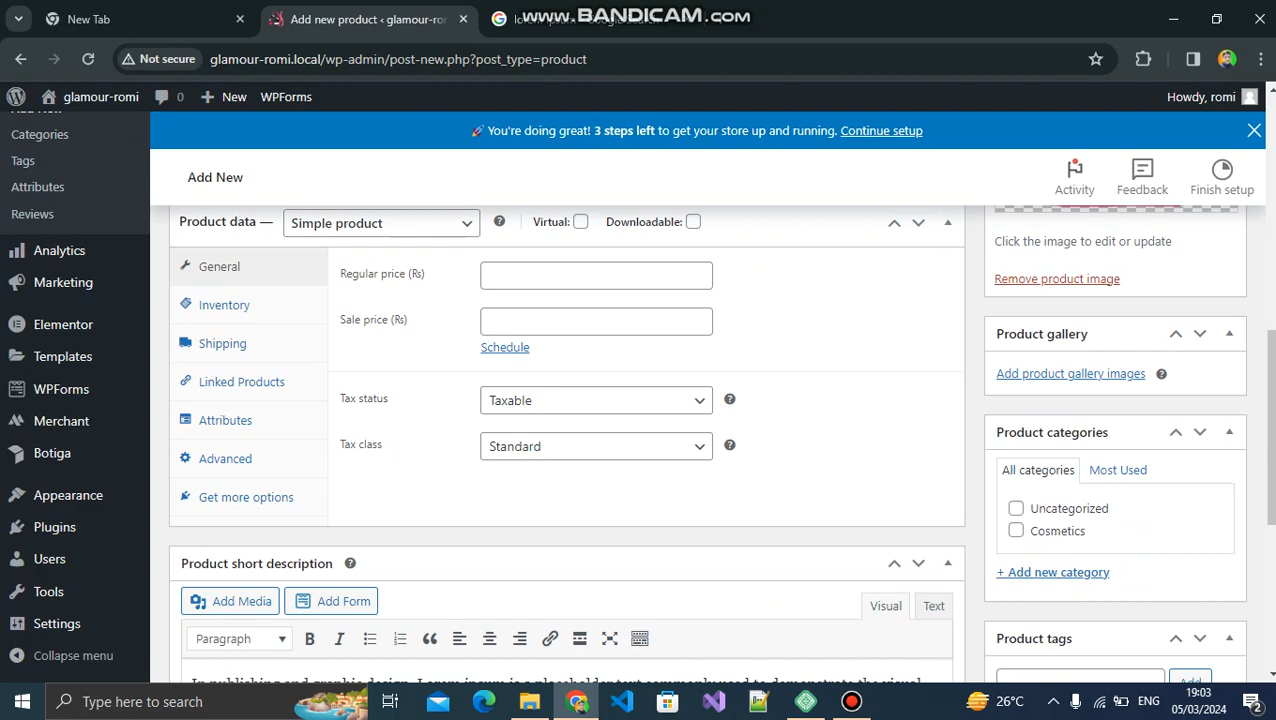 www.BANDICAM.com
New Tab
Add new product ‹ glamour-ro
Not secure
glamour-romi.local/wp-admin/post-new.php?post_type=product
glamour-romi
0
New
WPForms
Howdy, romi
You're doing great! 3 steps left to get your store up and running. Continue setup
Add New
Activity
Feedback
Finish setup
Categories
Tags
Attributes
Reviews
Analytics
Marketing
Elementor
Templates
WPForms
Merchant
Botiga
Appearance
Plugins
Users
Tools
Settings
Collapse menu
Product data —
Simple product
Virtual:
Downloadable:
General
Inventory
Shipping
Linked Products
Attributes
Advanced
Get more options
Regular price (Rs)
Sale price (Rs)
Schedule
Tax status
Taxable
Tax class
Standard
Product short description
Add Media
Add Form
Visual
Text
Paragraph
Click the image to edit or update
Remove product image
Product gallery
Add product gallery images
Product categories
All categories
Most Used
Uncategorized
Cosmetics
+ Add new category
Product tags
Type here to search
26°C
ENG
19:03
05/03/2024
2